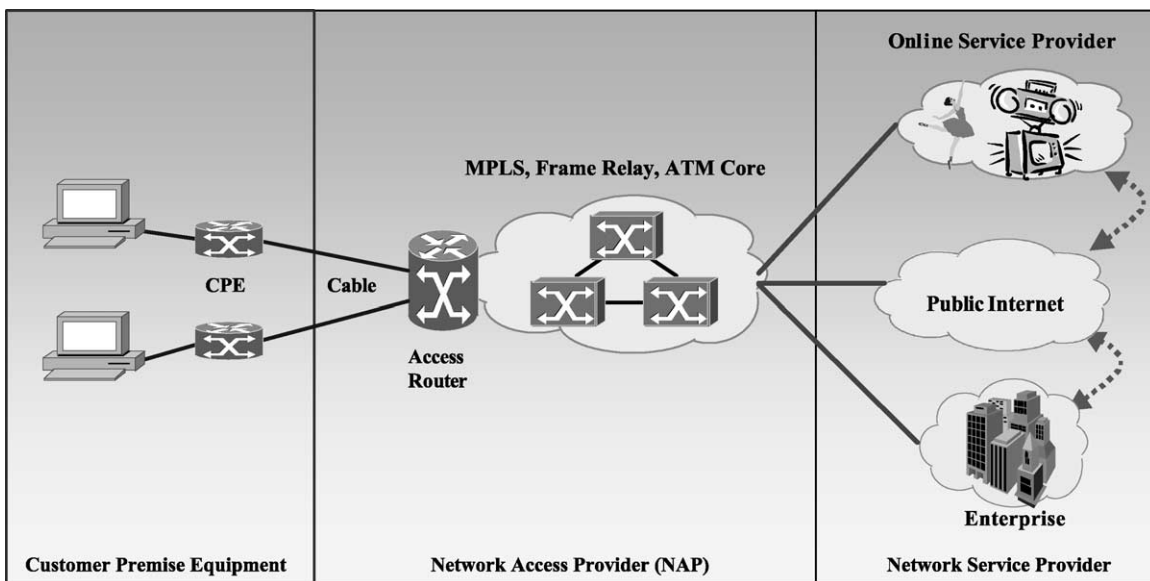 Online Service Provider
MPLS, Frame Relay, ATM Core
CPE
Cable
Public Internet
Access
Router
Enterprise
Customer Premise Equipment
Network Access Provider (NAP)
Network Service Provider